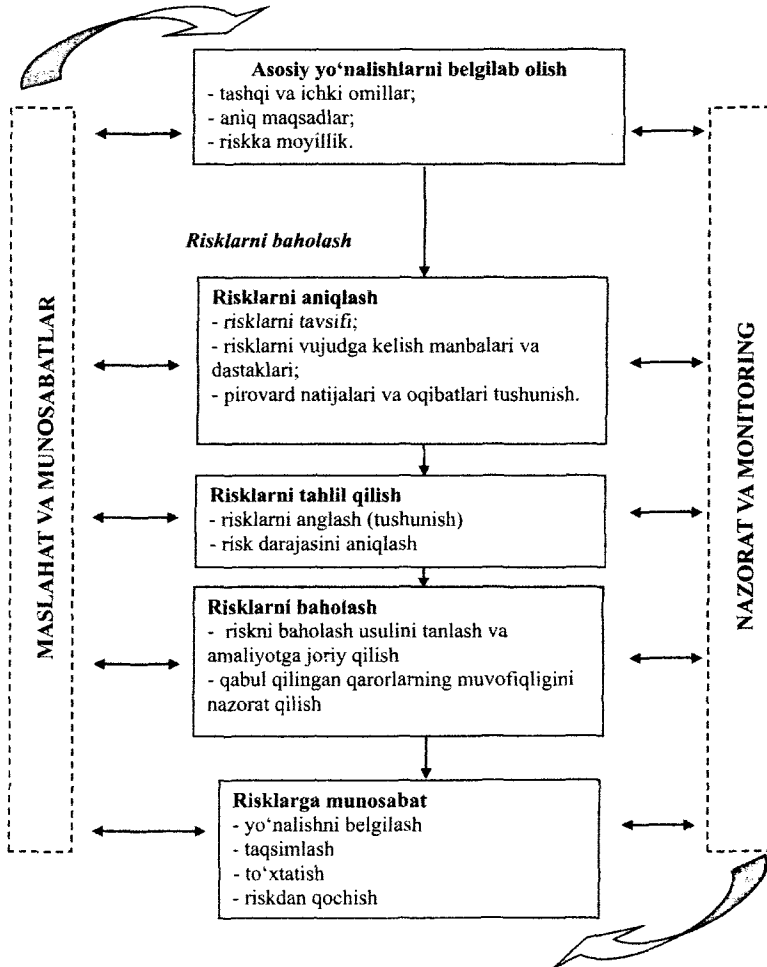 Asosiy yo‘nalishlarni belgilab olish
- tashqi va ichki omillar;
- aniq maqsadlar;
- riskka moyillik.
Risklarni baholash
MASLAHAT VA MUNOSABATLAR
NAZORAT VA MONITORING
Risklarni aniqlash
- risklarni tavsifi;
- risklarni vujudga kelish manbalari va
dastaklari;
- pirovard natijalari va oqibatlari tushunish.
Risklarni tahlil qilish
- risklarni anglash (tushunish)
- risk darajasini aniqlash
Risklarni baholash
- riskni baholash usulini tanlash va
amaliyotga joriy qilish
- qabul qilingan qarorlarning muvofiqligini
nazorat qilish
Risklarga munosabat
- yo‘nalishni belgilash
- taqsimlash
- to‘xtatish
- riskdan qochish